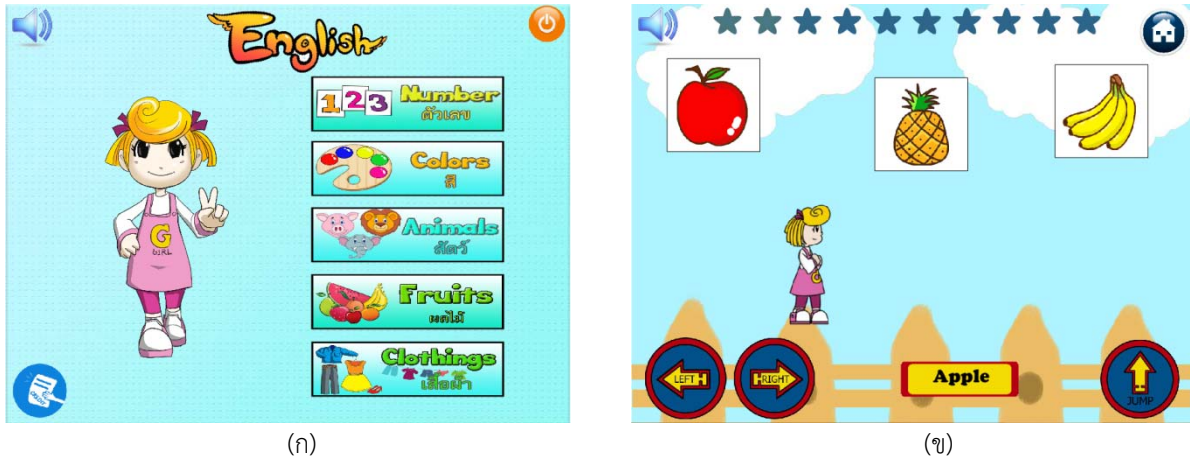 English
123 Number
ตัวเลข
Colors
สี
Animals
สัตว์
Fruits
ผลไม้
Clothings
เสื้อผ้า
G
GIRL
CREDIT
(ก)
LEFT
RIGHT
Apple
JUMP
(ข)